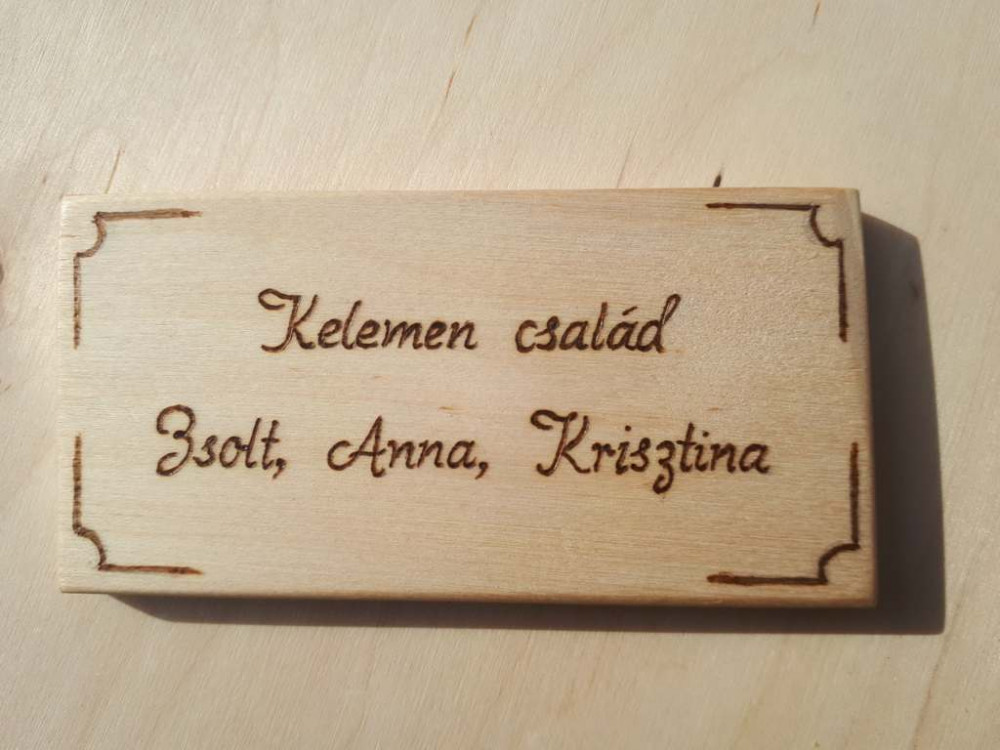 Kelemen család
Zsolt, Anna, Krisztina